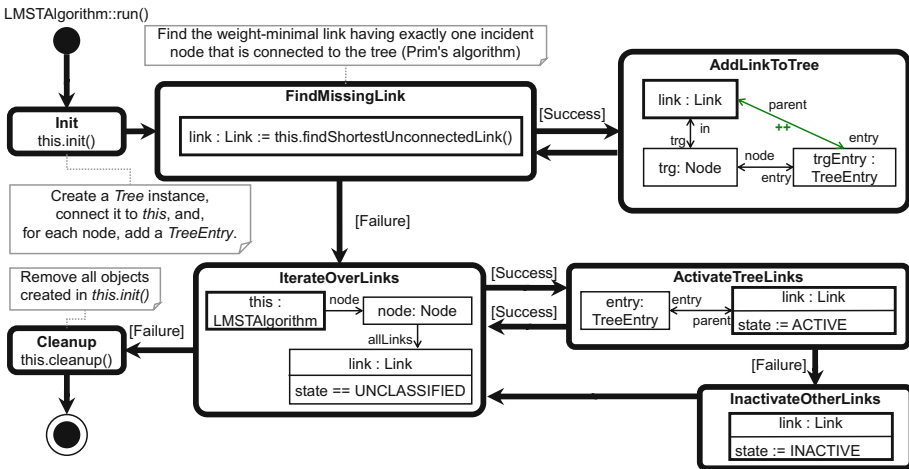 LMSTAlgorithm::run()
Find the weight-minimal link having exactly one incident
node that is connected to the tree (Prim's algorithm)
Init
this.init()
FindMissingLink
link : Link := this.findShortestUnconnectedLink()
[Success]
AddLinkToTree
link : Link
parent
++
in
trg
entry
trg: Node
node
entry
trgEntry :
TreeEntry
Create a Tree instance,
connect it to this, and,
for each node, add a TreeEntry.
[Failure]
Remove all objects
created in this.init()
Cleanup
this.cleanup()
[Failure]
IterateOverLinks
this :
LMSTAlgorithm
node
node: Node
allLinks
link : Link
state == UNCLASSIFIED
[Success]
[Success]
ActivateTreeLinks
entry:
TreeEntry
entry
parent
link : Link
state := ACTIVE
[Failure]
InactivateOtherLinks
link : Link
state := INACTIVE